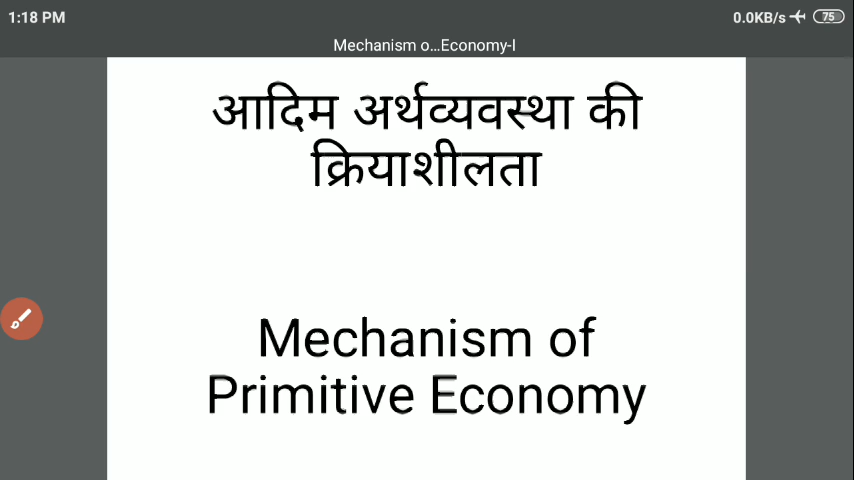 1:18 PM
0.0KB/s
75
Mechanism o...Economy-I
आदिम अर्थव्यवस्था की
क्रियाशीलता
Mechanism of
Primitive Economy